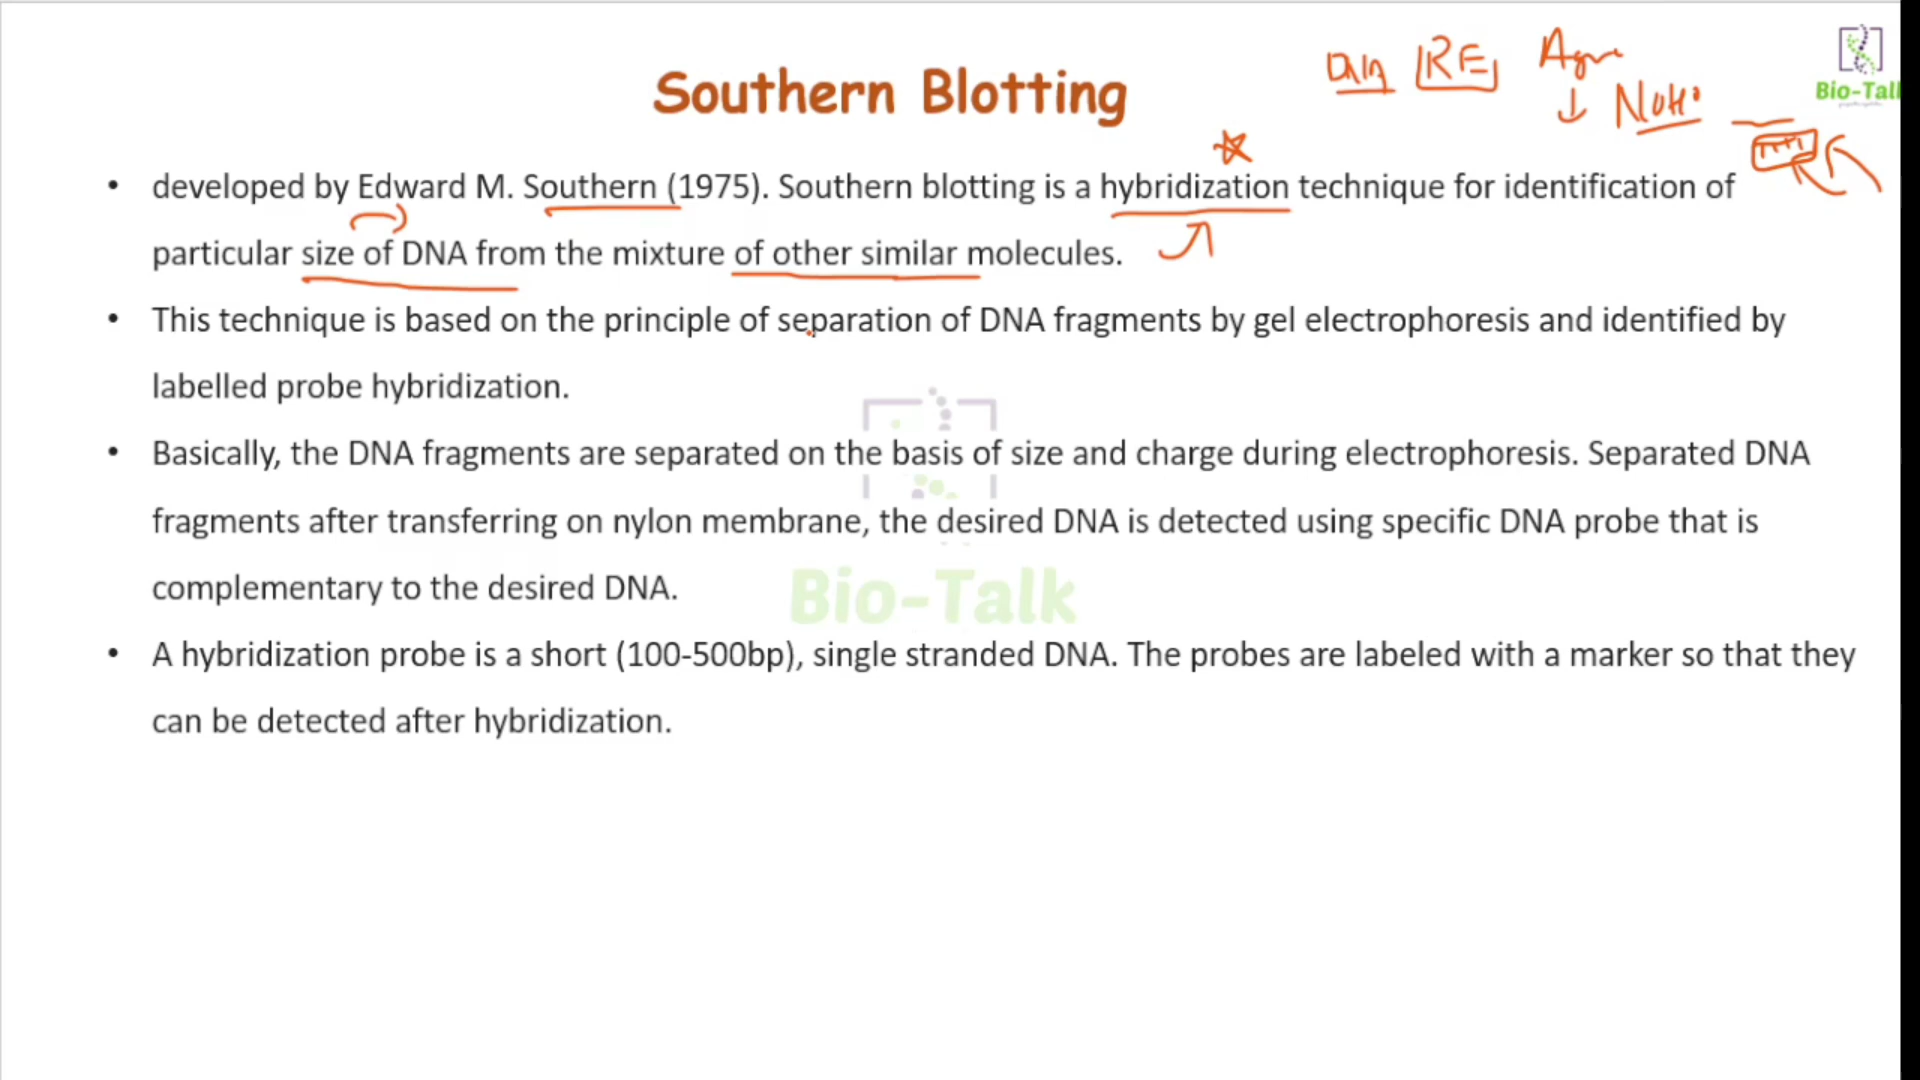 RE
Bio-Talk
Southern Blotting
• developed by Edward M. Southern (1975). Southern blotting is a hybridization technique for identification of
particular size of DNA from the mixture of other similar molecules.
• This technique is based on the principle of separation of DNA fragments by gel electrophoresis and identified by
labelled probe hybridization.
• Basically, the DNA fragments are separated on the basis of size and charge during electrophoresis. Separated DNA
fragments after transferring on nylon membrane, the desired DNA is detected using specific DNA probe that is
complementary to the desired DNA.
Bio-Talk
• A hybridization probe is a short (100-500bp), single stranded DNA. The probes are labeled with a marker so that they
can be detected after hybridization.